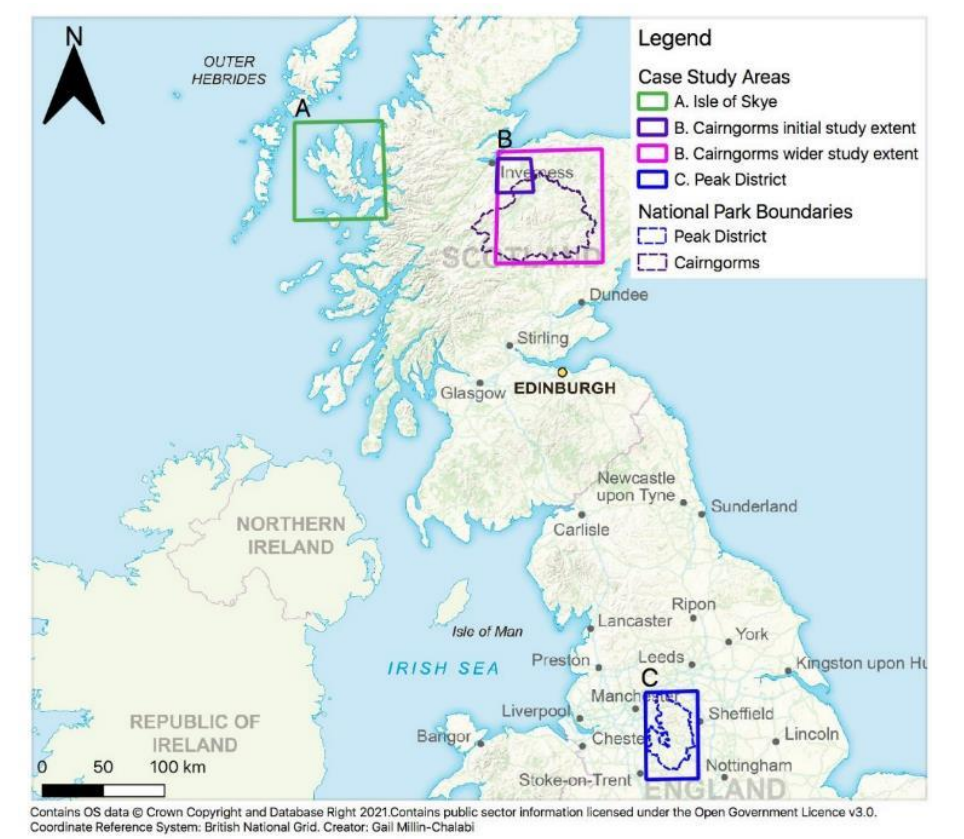 N
OUTER
HEBRIDES
A
B
Inverness
SCOTLAND
Legend
Case Study Areas
A. Isle of Skye
B. Cairngorms initial study extent
B. Cairngorms wider study extent
C. Peak District
National Park Boundaries
Peak District
Cairngorms
Dundee
Stirling
Glasgow
EDINBURGH
Newcastle
upon Tyne
Sunderland
Carlisle
NORTHERN
IRELAND
Isle of Man
IRISH SEA
Ripon
Lancaster
York
Preston
Leeds
Kingston upon Hu
C
Manchester
Liverpool
Sheffield
Bangor
Cheste
Lincoln
REPUBLIC OF
IRELAND
Stoke-on-Trent
Nottingham
ENGLAND
0 50 100 km
Contains OS data © Crown Copyright and Database Right 2021.Contains public sector information licensed under the Open Government Licence v3.0.
Coordinate Reference System: British National Grid. Creator: Gail Millin-Chalabi